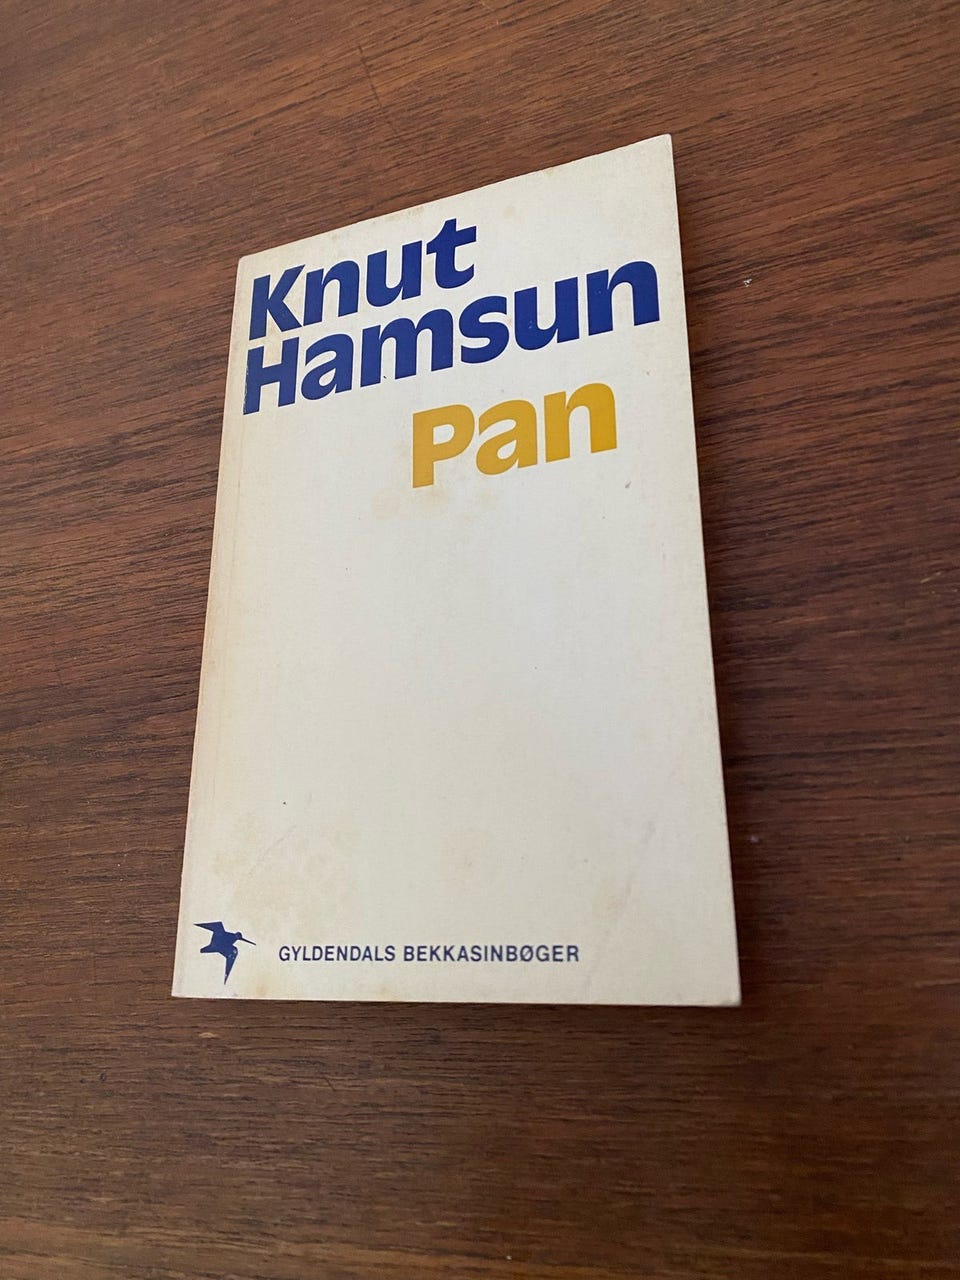 Knut
Hamsun
Pan
GYLDENDALS BEKKASINBØGER